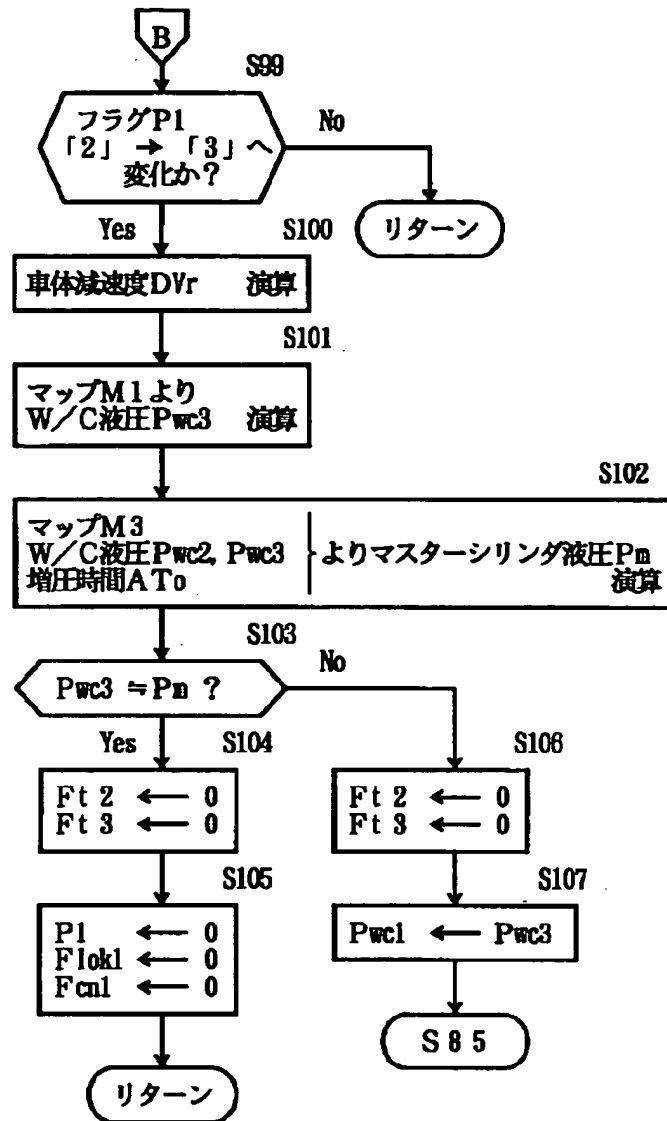 B
S99
フラグP1
「2」 → 「3」へ
変化か?
No
リターン
Yes
S100
車体減速度DVr 演算
S101
マップM1より
W/C液圧Pwc3 演算
S102
マップM3
W/C液圧Pwc2, Pwc3
増圧時間ATo
よりマスターシリンダ液圧Pm
演算
S103
Pwc3 ≒ Pm ?
No
Yes
S104
Ft2 ← 0
Ft3 ← 0
S105
P1 ← 0
Flok1 ← 0
Fcn1 ← 0
リターン
S106
Ft2 ← 0
Ft3 ← 0
S107
Pwc1 ← Pwc3
S85